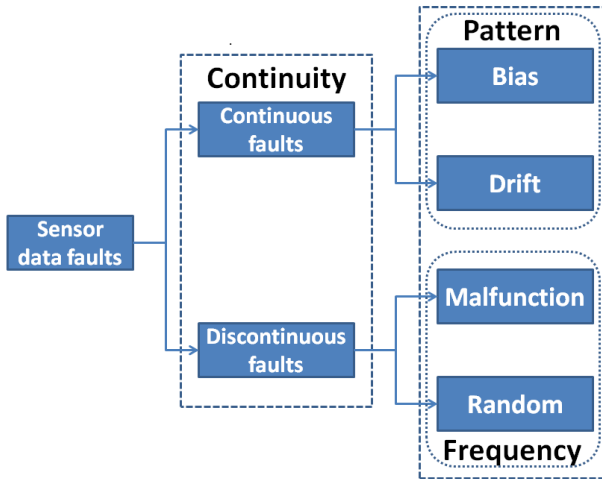 Pattern
Continuity
Bias
Continuous
faults
Drift
Sensor
data faults
Malfunction
Discontinuous
faults
Random
Frequency